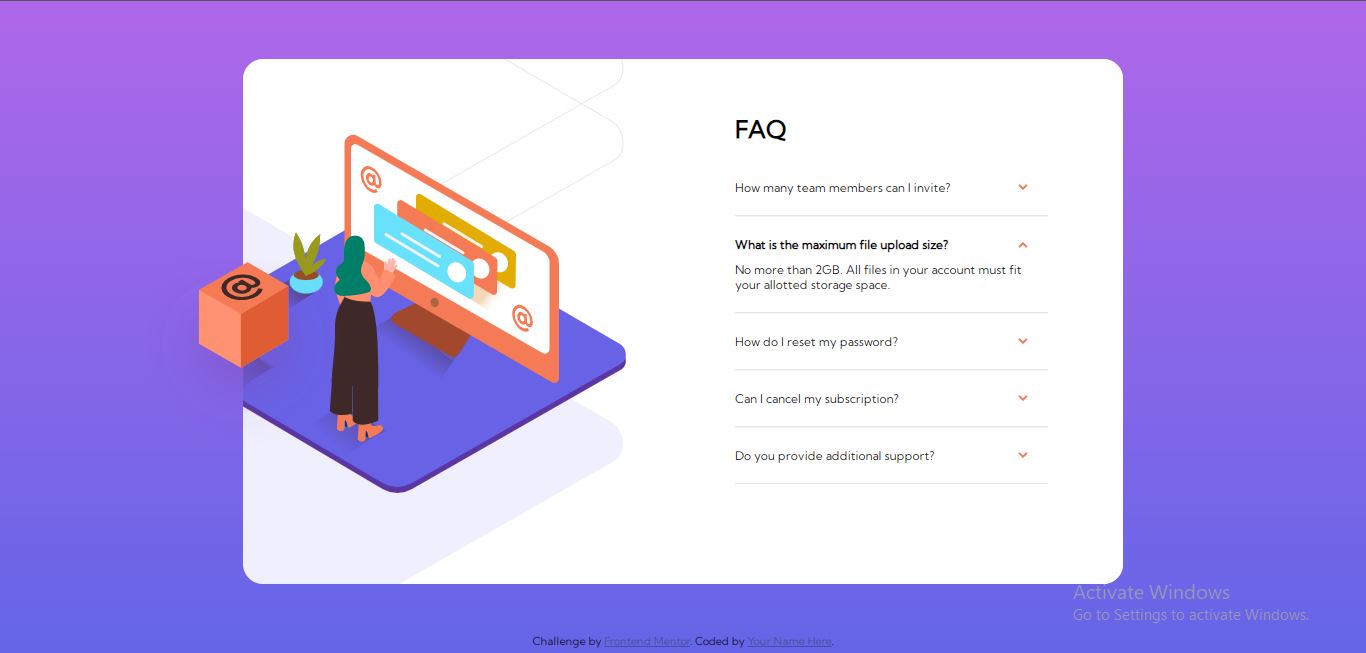 FAQ
How many team members can I invite?
What is the maximum file upload size?
No more than 2GB. All files in your account must fit
your allotted storage space.
How do I reset my password?
Can I cancel my subscription?
Do you provide additional support?
@
@
@
Activate Windows
Go to Settings to activate Windows.
Challenge by Frontend Mentor. Coded by Your Name Here.